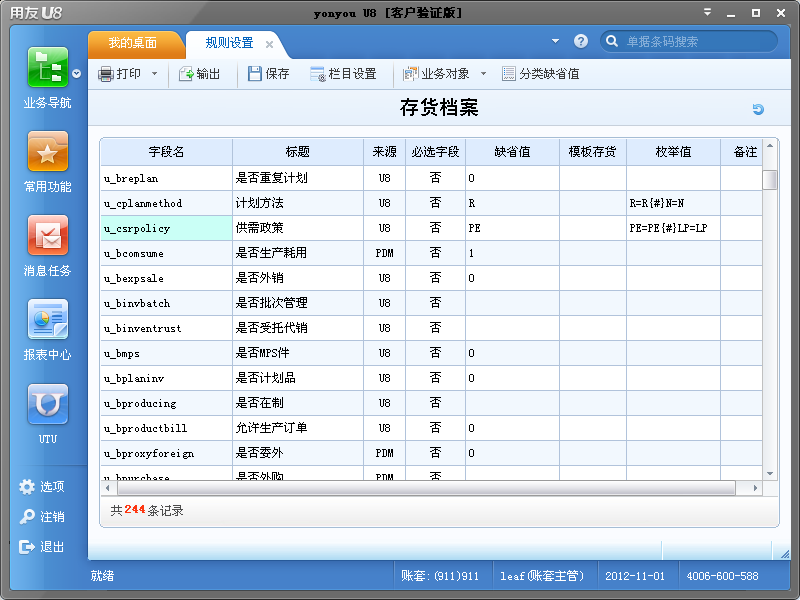 用友 U8
yonyou U8 [客户验证版]
我的桌面 规则设置
单据条码搜索
打印 输出 保存 栏目设置 业务对象 分类缺省值
业务导航
常用功能
消息任务
报表中心
UTU
选项
注销
退出
存货档案
字段名 标题 来源 必选字段 缺省值 模板存货 枚举值 备注
u_breplan 是否重复计划 U8 否 0
u_cplanmethod 计划方法 U8 否 R R=R{#}N=N
u_csrpolicy 供需政策 U8 否 PE PE=PE{#}LP=LP
u_bcomsume 是否生产耗用 PDM 否 1
u_bexpsale 是否外销 U8 否 0
u_binvbatch 是否批次管理 U8 否
u_binventrust 是否受托代销 U8 否
u_bmps 是否MPS件 U8 否 0
u_bplaninv 是否计划品 U8 否 0
u_bproducing 是否在制 U8 否
u_bproductbill 允许生产订单 U8 否 0
u_bproxyforeign 是否委外 PDM 否 0
u_bpurchase 是否外购 PDM 否
共244条记录
就绪 账套:(911)911 leaf(账套主管) 2012-11-01 4006-600-588